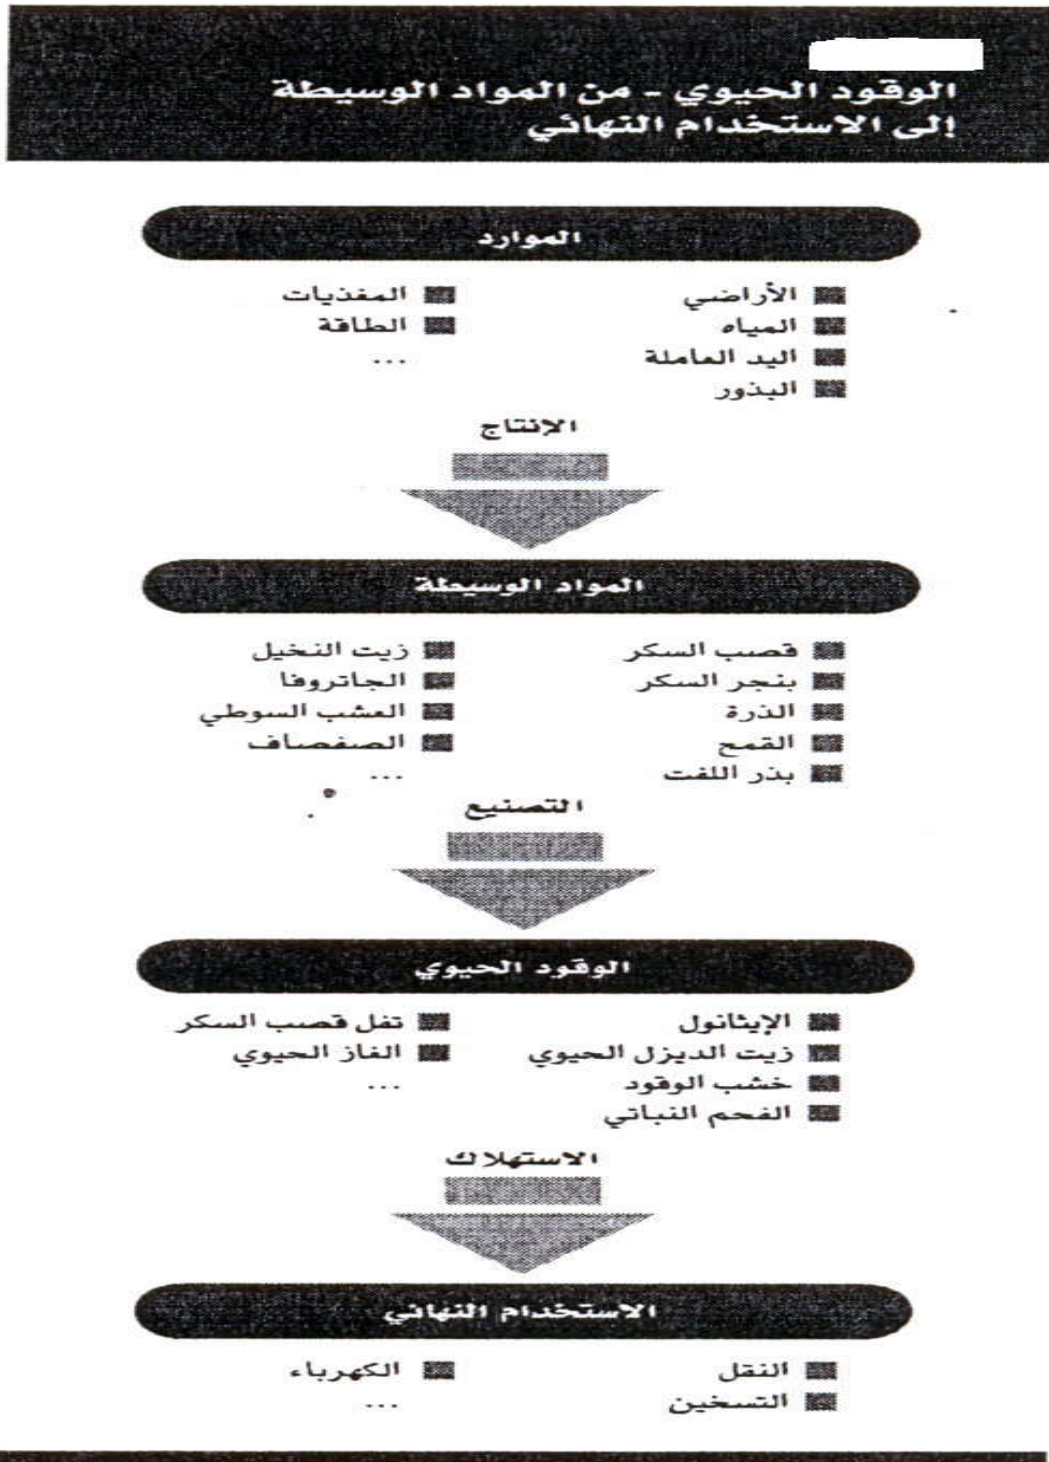 الوقود الحيوي - من المواد الوسيطة
إلى الاستخدام النهائي
الموارد
الأراضي
المياه
اليد العاملة
البذور
المغذيات
الطاقة
...
الإنتاج
المواد الوسيطة
قصب السكر
بنجر السكر
الذرة
القمح
بذر اللفت
زيت النخيل
الجاتروفا
العشب السوطي
الصفصاف
...
التصنيع
الوقود الحيوي
الإيثانول
زيت الديزل الحيوي
خشب الوقود
الفحم النباتي
تفل قصب السكر
الغاز الحيوي
...
الاستهلاك
الاستخدام النهائي
النقل
التسخين
الكهرباء
...